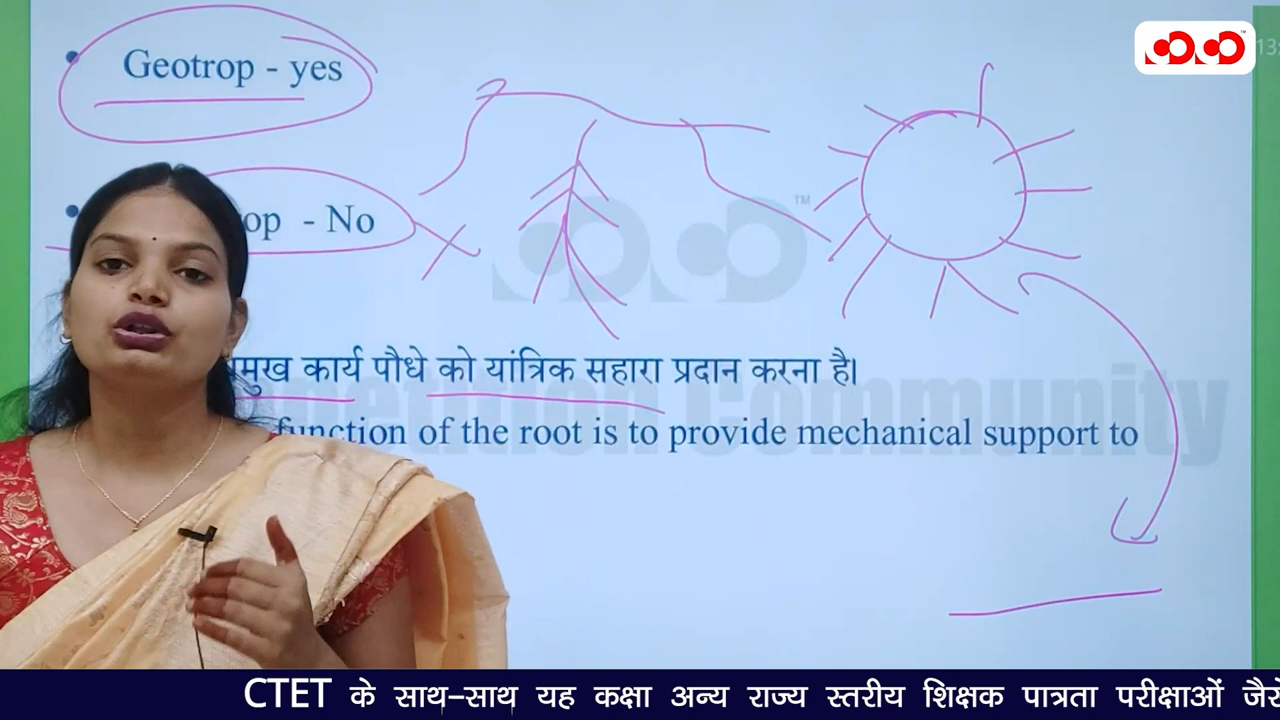 Geotrop - yes
op - No
मुख कार्य पौधे को यांत्रिक सहारा प्रदान करना है।
function of the root is to provide mechanical support to
Community
CTET के साथ–साथ यह कक्षा अन्य राज्य स्तरीय शिक्षक पात्रता परीक्षाओं जैसे